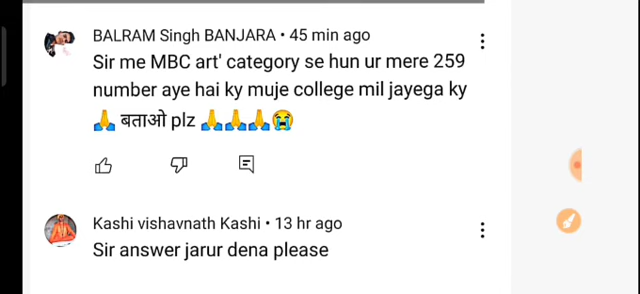 BALRAM Singh BANJARA • 45 min ago
Sir me MBC art' category se hun ur mere 259
number aye hai ky muje college mil jayega ky
🙏 बताओ plz 🙏🙏🙏😭
Kashi vishavnath Kashi • 13 hr ago
Sir answer jarur dena please